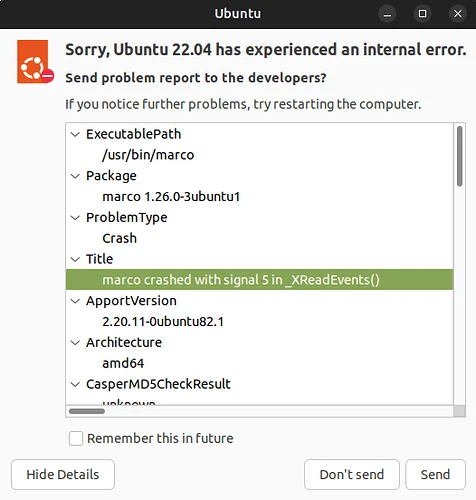 Ubuntu
Sorry, Ubuntu 22.04 has experienced an internal error.
Send problem report to the developers?
If you notice further problems, try restarting the computer.
ExecutablePath
/usr/bin/marco
Package
marco 1.26.0-3ubuntu1
ProblemType
Crash
Title
marco crashed with signal 5 in _XReadEvents()
ApportVersion
2.20.11-0ubuntu82.1
Architecture
amd64
CasperMD5CheckResult
unknown
Remember this in future
Hide Details
Don't send
Send